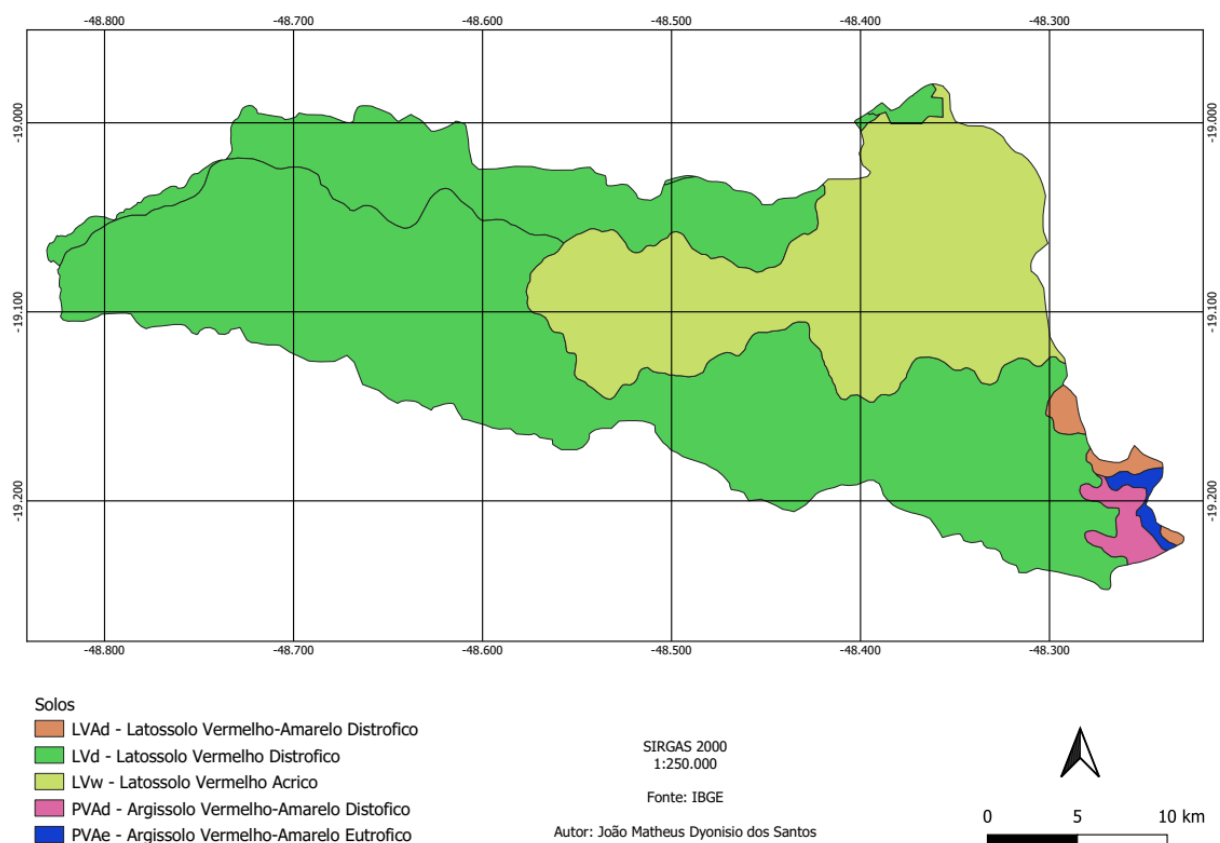 -48.800 -48.700 -48.600 -48.500 -48.400 -48.300
-19.000 -19.000
-19.100 -19.100
-19.200 -19.200
-48.800 -48.700 -48.600 -48.500 -48.400 -48.300
Solos
LVAd - Latossolo Vermelho-Amarelo Distrofico
LVd - Latossolo Vermelho Distrofico
LVw - Latossolo Vermelho Acrico
PVAd - Argissolo Vermelho-Amarelo Distofico
PVAe - Argissolo Vermelho-Amarelo Eutrofico
SIRGAS 2000
1:250.000
Fonte: IBGE
Autor: João Matheus Dyonisio dos Santos
0 5 10 km